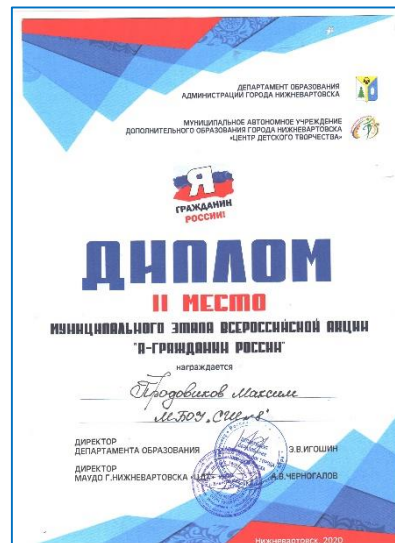 ДЕПАРТАМЕНТ ОБРАЗОВАНИЯ
АДМИНИСТРАЦИИ ГОРОДА НИЖНЕВАРТОВСКА
МУНИЦИПАЛЬНОЕ АВТОНОМНОЕ УЧРЕЖДЕНИЕ
ДОПОЛНИТЕЛЬНОГО ОБРАЗОВАНИЯ ГОРОДА НИЖНЕВАРТОВСКА
«ЦЕНТР ДЕТСКОГО ТВОРЧЕСТВА»
Я
ГРАЖДАНИН
РОССИИ!
ДИПЛОМ
II МЕСТО
МУНИЦИПАЛЬНОГО ЭТАПА ВСЕРОССИЙСКОЙ АКЦИИ
"Я-ГРАЖДАНИН РОССИИ"
награждается
Продовиков Максим
МБОУ
ДИРЕКТОР
ДЕПАРТАМЕНТА ОБРАЗОВАНИЯ Э.В.ИГОШИН
ДИРЕКТОР
МАУДО Г.НИЖНЕВАРТОВСКА «ЦДТ» А.В.ЧЕРНОГАЛОВ
Нижневартовск, 2020